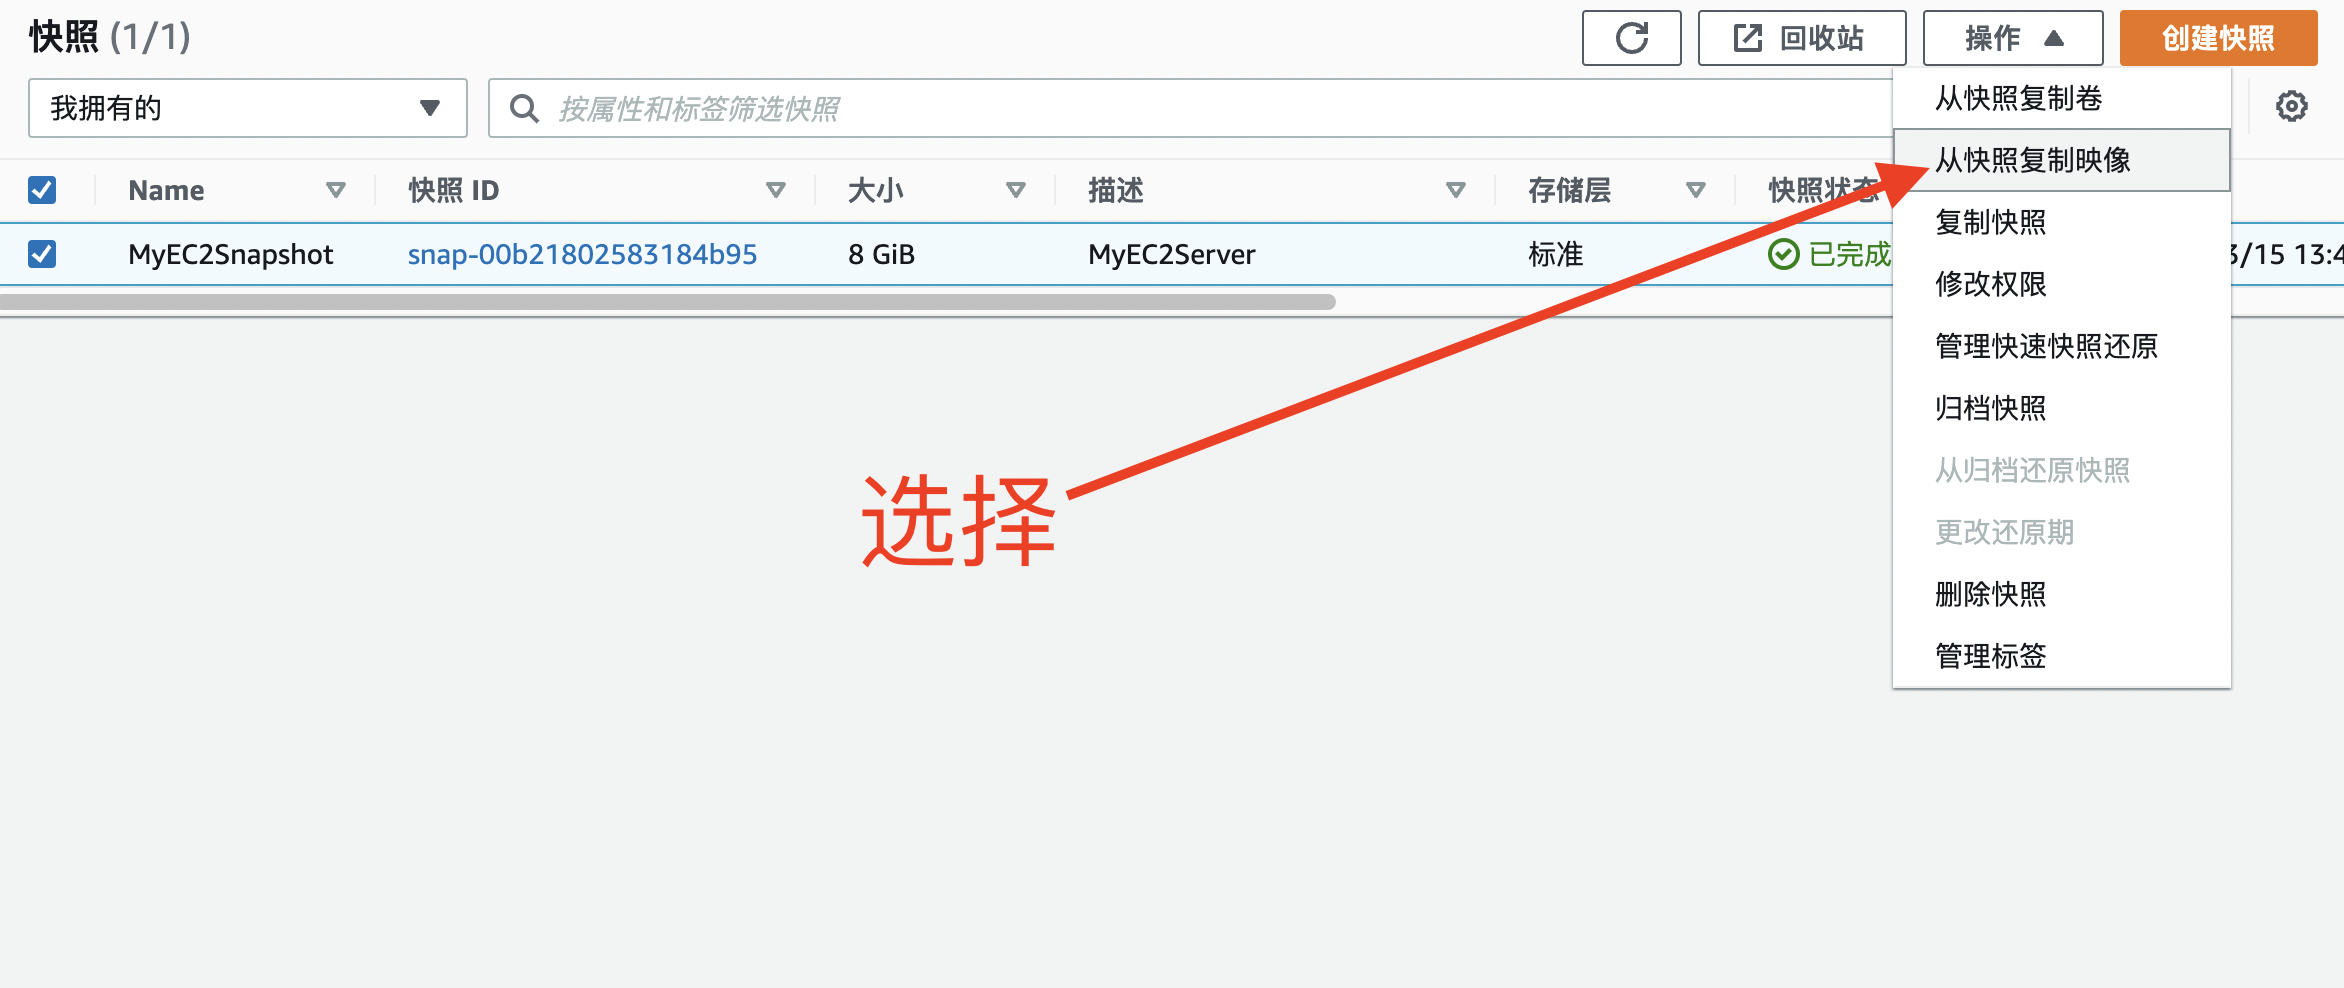 快照 (1/1)
回收站
操作
创建快照
我拥有的
按属性和标签筛选快照
Name
快照 ID
大小
描述
存储层
快照状态
MyEC2Snapshot
snap-00b21802583184b95
8 GiB
MyEC2Server
标准
已完成
3/15 13:4
从快照复制卷
从快照复制映像
复制快照
修改权限
管理快速快照还原
归档快照
从归档还原快照
更改还原期
删除快照
管理标签
选择